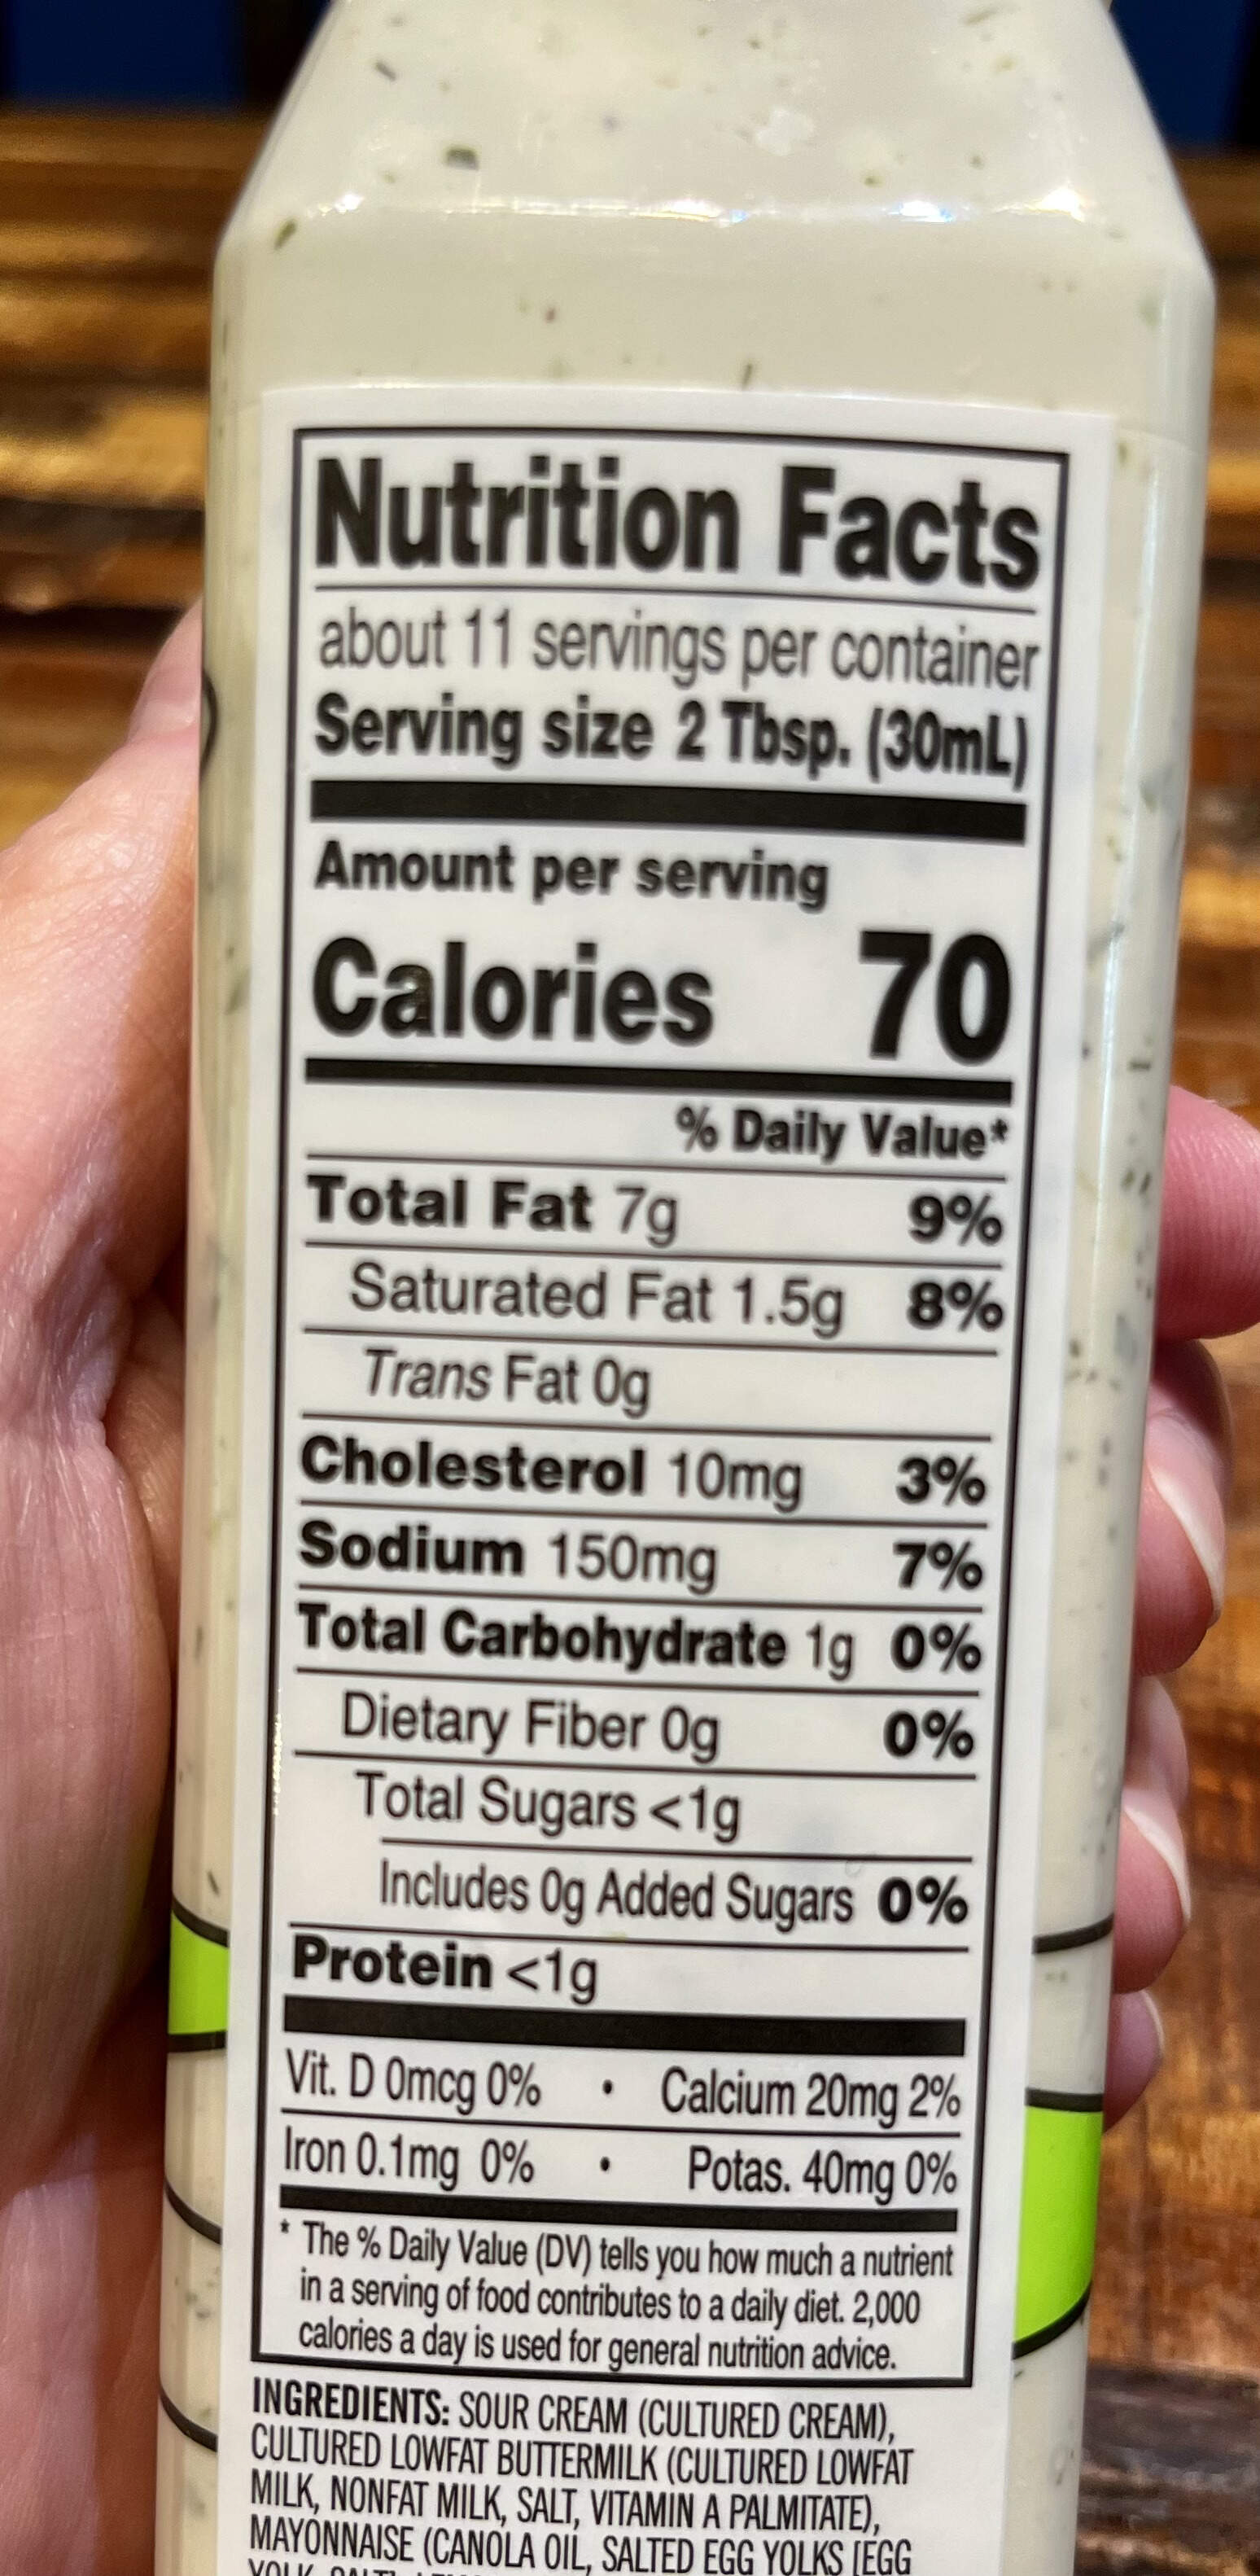 Nutrition Facts
about 11 servings per container
Serving size 2 Tbsp. (30mL)
Amount per serving
Calories 70
% Daily Value*
Total Fat 7g 9%
Saturated Fat 1.5g 8%
Trans Fat 0g
Cholesterol 10mg 3%
Sodium 150mg 7%
Total Carbohydrate 1g 0%
Dietary Fiber 0g 0%
Total Sugars <1g
Includes 0g Added Sugars 0%
Protein <1g
Vit. D 0mcg 0% • Calcium 20mg 2%
Iron 0.1mg 0% • Potas. 40mg 0%
* The % Daily Value (DV) tells you how much a nutrient
in a serving of food contributes to a daily diet. 2,000
calories a day is used for general nutrition advice.
INGREDIENTS: SOUR CREAM (CULTURED CREAM),
CULTURED LOWFAT BUTTERMILK (CULTURED LOWFAT
MILK, NONFAT MILK, SALT, VITAMIN A PALMITATE),
MAYONNAISE (CANOLA OIL, SALTED EGG YOLKS [EGG